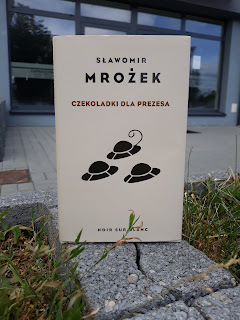 SŁAWOMIR
MROŻEK
CZEKOLADKI DLA PREZESA
NOIR SUR BLANC